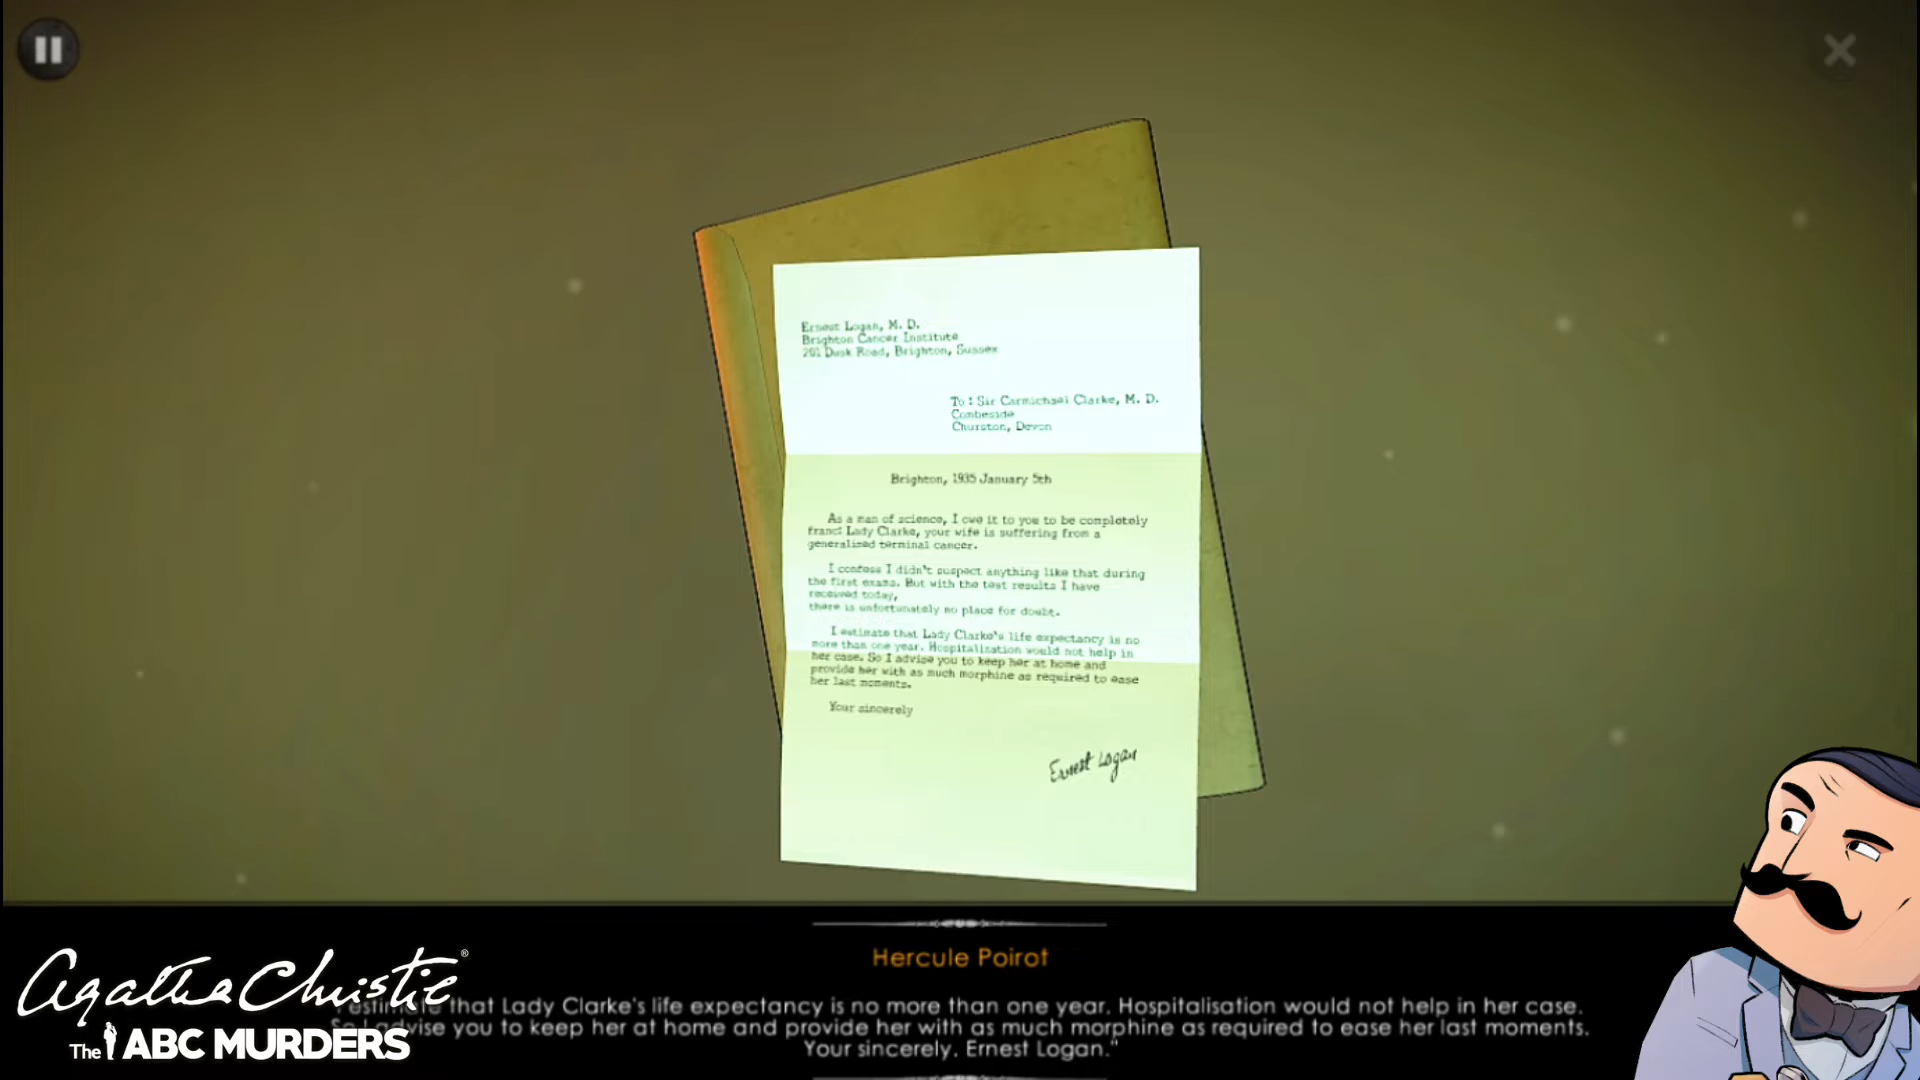 Ernest Logan, M. D.
Brighton Cancer Institute
201 Dusk Road, Brighton, Sussex
To : Sir Carmichael Clarke, M. D.
Combeside
Churston, Devon
Brighton, 1935 January 5th
As a man of science, I owe it to you to be completely
franc: Lady Clarke, your wife is suffering from a
generalized terminal cancer.
I confess I didn't suspect anything like that during
the first exams. But with the test results I have
received today,
there is unfortunately no place for doubt.
I estimate that Lady Clarke's life expectancy is no
more than one year. Hospitalization would not help in
her case. So I advise you to keep her at home and
provide her with as much morphine as required to ease
her last moments.
Your sincerely
Ernest Logan
Hercule Poirot
estimate that Lady Clarke's life expectancy is no more than one year. Hospitalisation would not help in her case.
advise you to keep her at home and provide her with as much morphine as required to ease her last moments.
Your sincerely, Ernest Logan."
Agatha Christie®
The ABC MURDERS